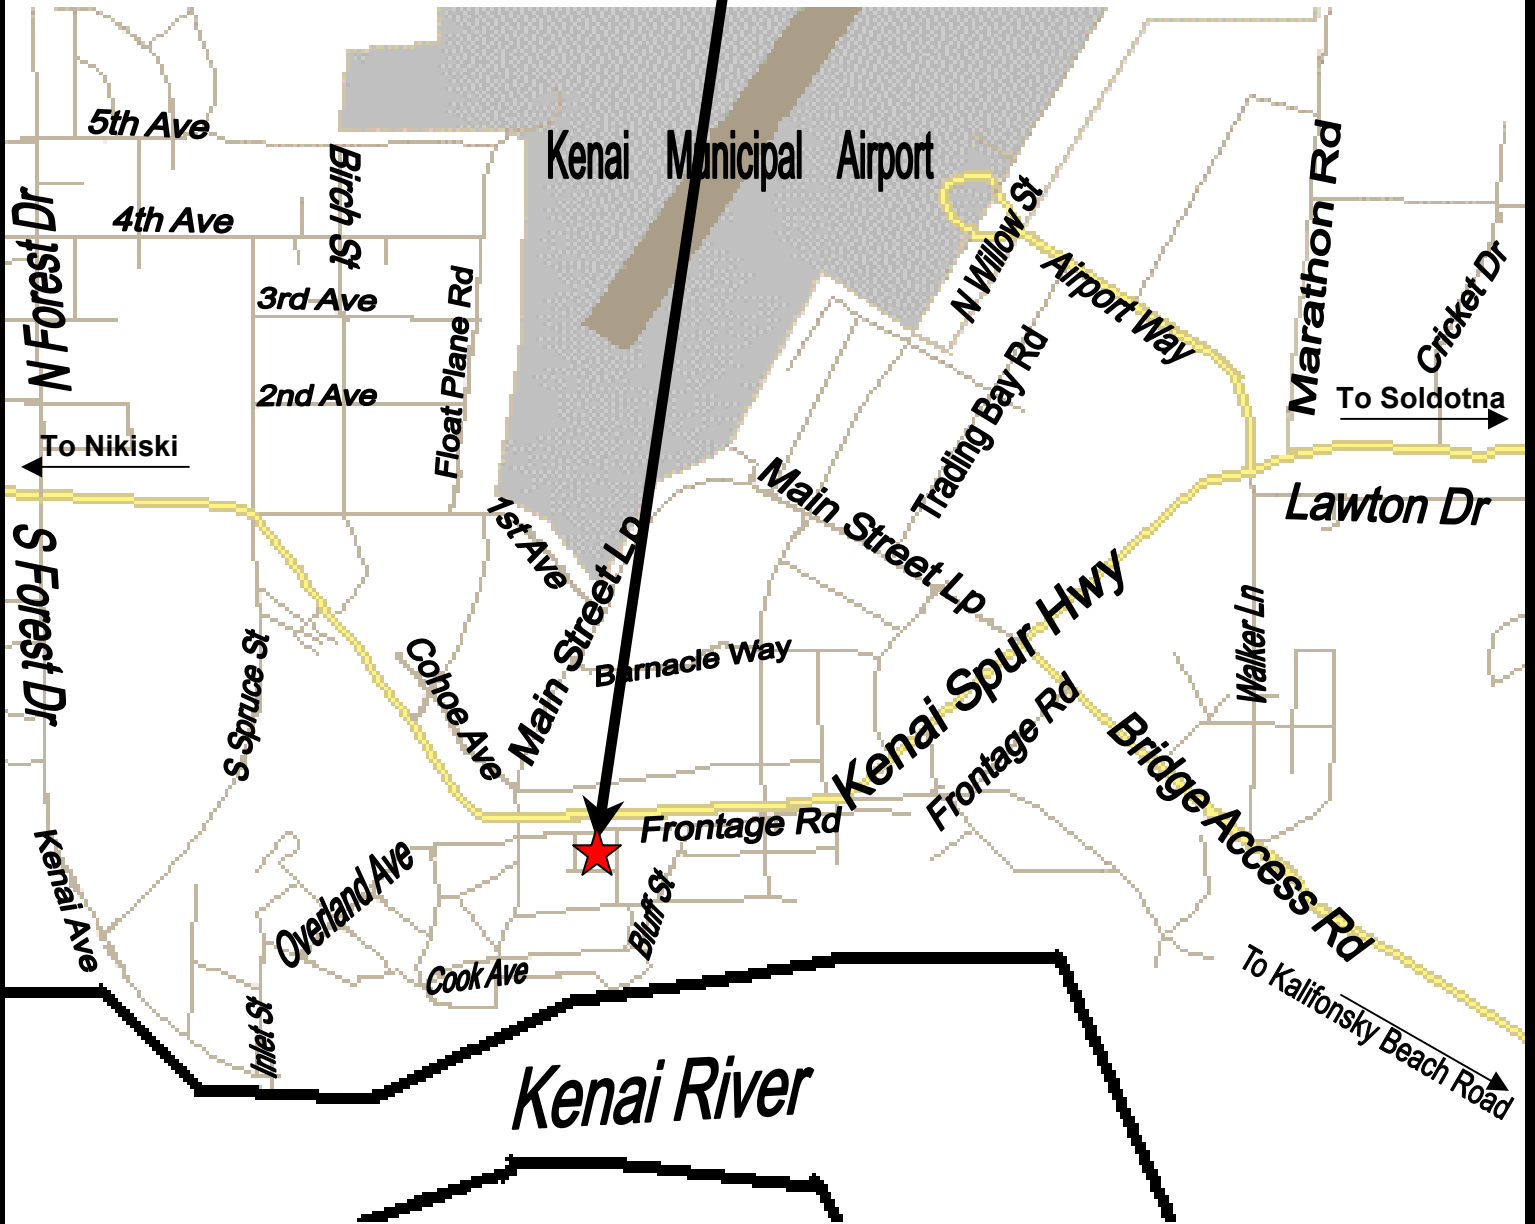 5th Ave
Kenai Municipal Airport
Birch St
Marathon Rd
N Forest Dr
4th Ave
N Willow St
Airport Way
Cricket Dr
3rd Ave
Float Plane Rd
2nd Ave
Trading Bay Rd
To Soldotna
To Nikiski
Main Street Lp
Lawton Dr
1st Ave
Main Street Lp
S Forest Dr
Kenai Spur Hwy
Walker Ln
S Spruce St
Cohoe Ave
Barnacle Way
Frontage Rd
Bridge Access Rd
Frontage Rd
Kenai Ave
Overland Ave
Bluff St
Cook Ave
Inlet St
To Kalifonsky Beach Road
Kenai River